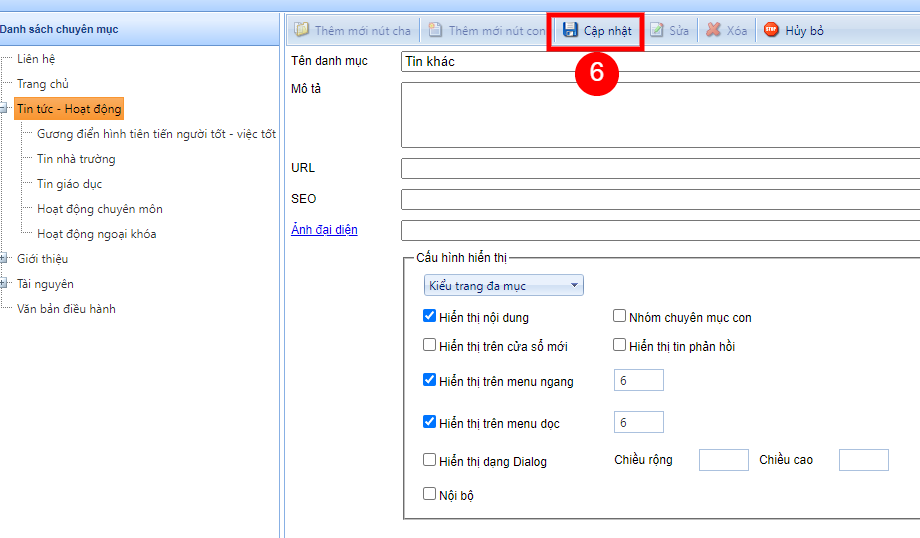 Danh sách chuyên mục
Liên hệ
Trang chủ
Tin tức - Hoạt động
Gương điển hình tiên tiến người tốt - việc tốt
Tin nhà trường
Tin giáo dục
Hoạt động chuyên môn
Hoạt động ngoại khóa
Giới thiệu
Tài nguyên
Văn bản điều hành
Thêm mới nút cha Thêm mới nút con Cập nhật Sửa Xóa STOP Hủy bỏ
6
Tên danh mục Tin khác
Mô tả
URL
SEO
Ảnh đại diện
Cấu hình hiển thị
Kiểu trang đa mục
Hiển thị nội dung Nhóm chuyên mục con
Hiển thị trên cửa sổ mới Hiển thị tin phản hồi
Hiển thị trên menu ngang 6
Hiển thị trên menu dọc 6
Hiển thị dạng Dialog Chiều rộng Chiều cao
Nội bộ